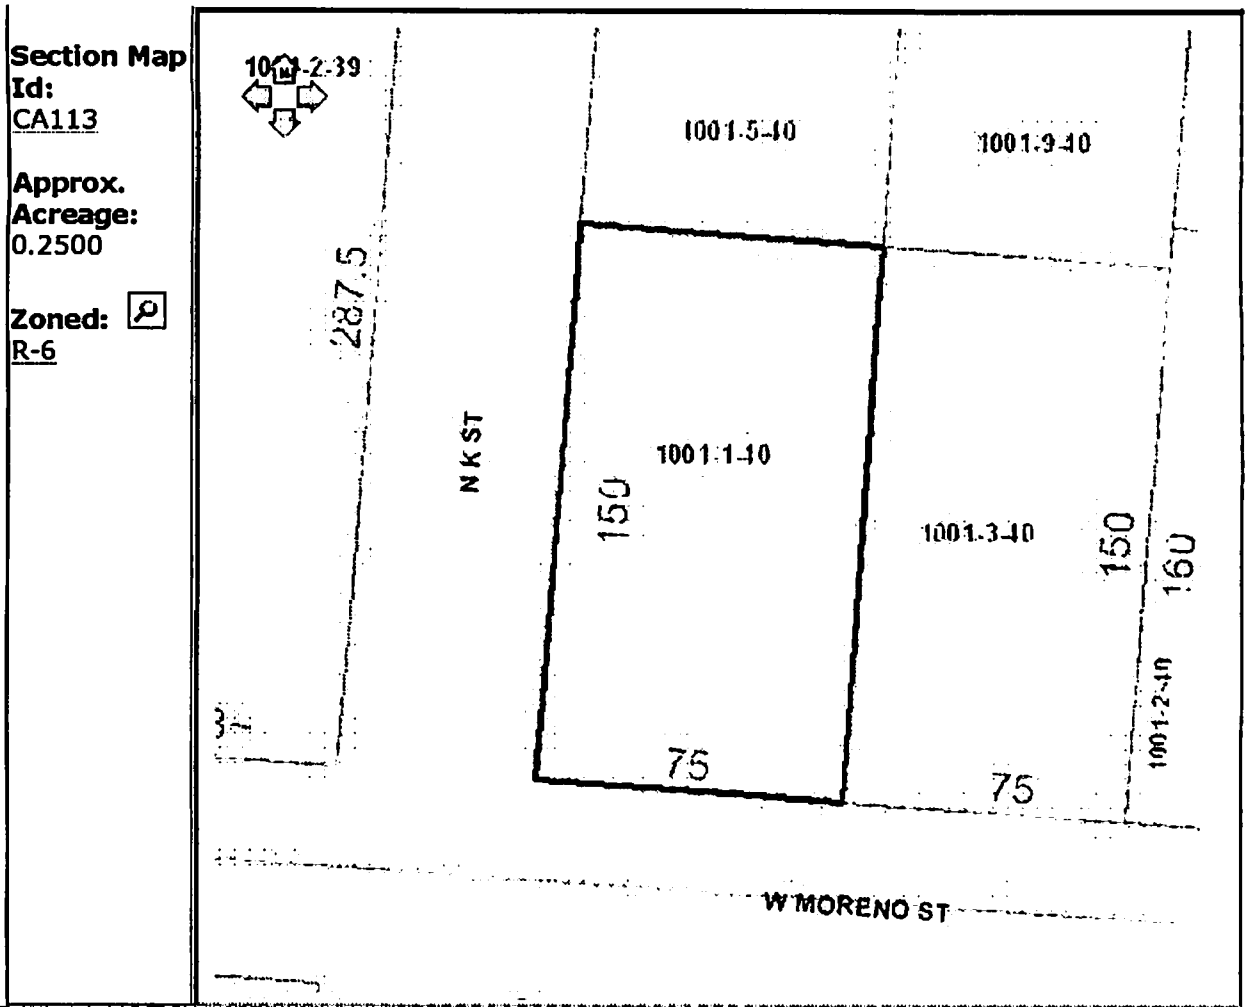 Section Map
Id:
CA113
Approx.
Acreage:
0.2500
Zoned:
R-6
N
1001-5-40
1001-9-40
287.5
N K ST
1001-1-40
150
1001-3-40
150
160
1001-2-40
75
75
W MORENO ST